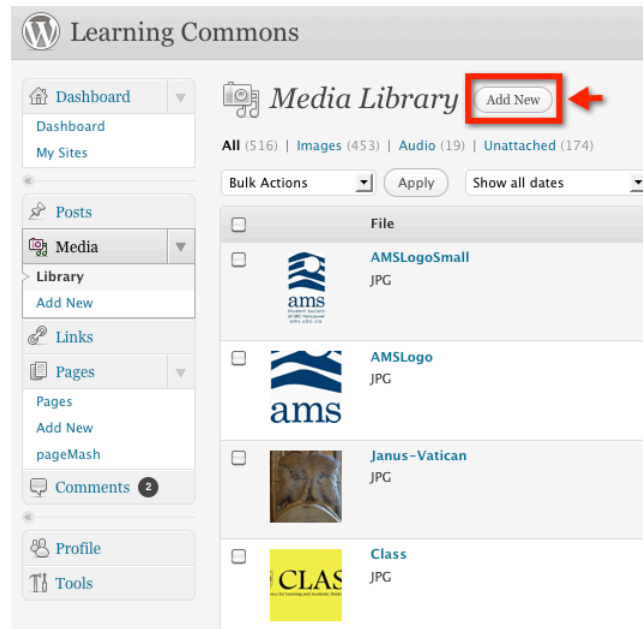 Learning Commons
Dashboard
Dashboard
My Sites
Posts
Media
Library
Add New
Links
Pages
Pages
Add New
pageMash
Comments 2
Profile
Tools
Media Library Add New
All (516) | Images (453) | Audio (19) | Unattached (174)
Bulk Actions Apply Show all dates
File
AMSLogoSmall
JPG
ams
AMSLogo
JPG
ams
Janus-Vatican
JPG
Class
JPG
CLAS